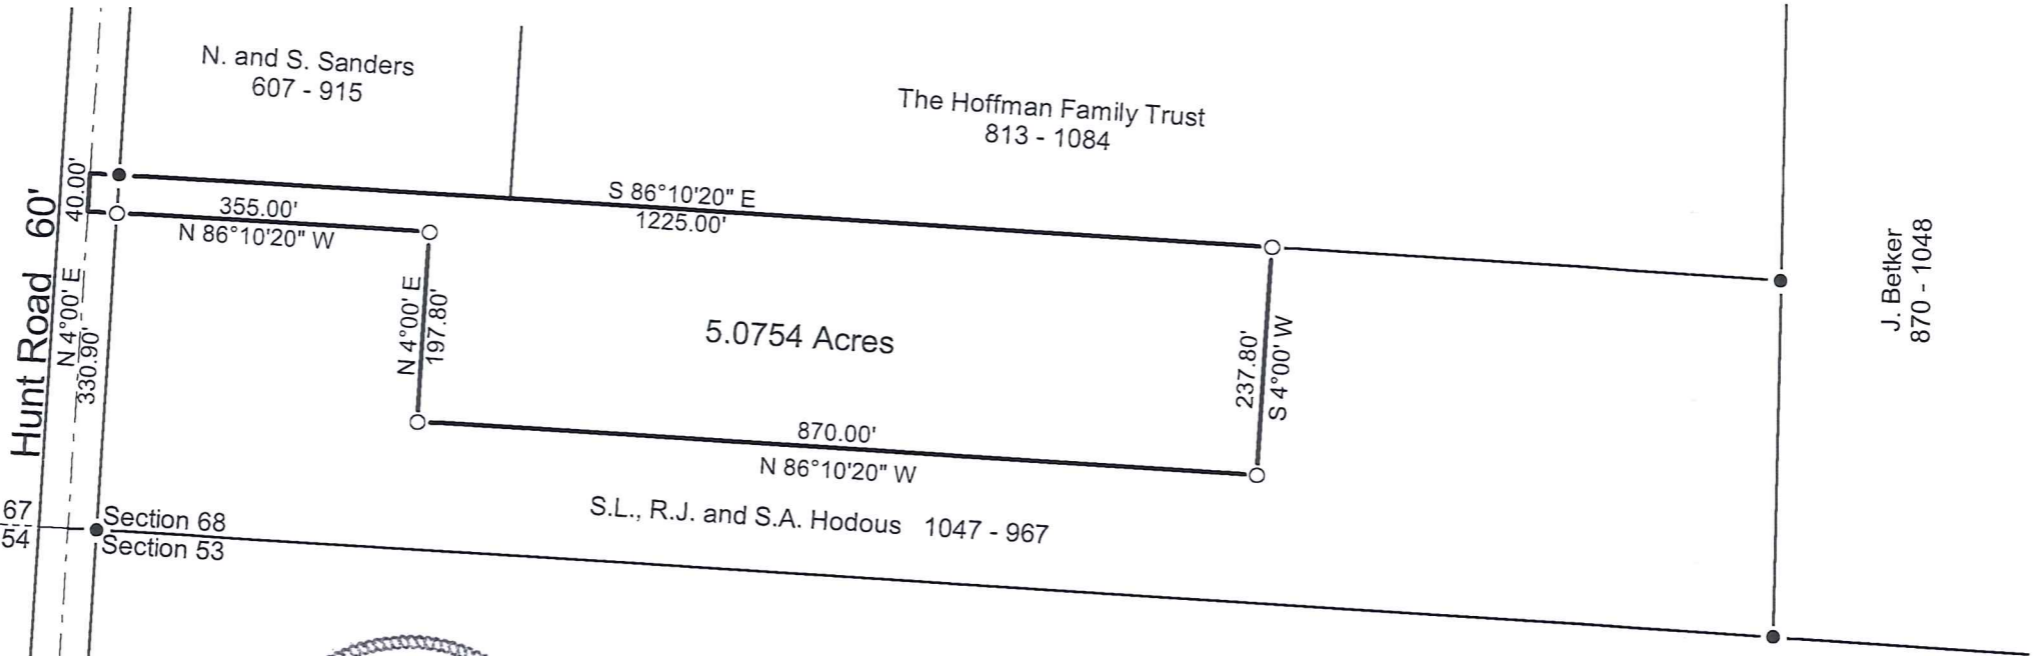 N. and S. Sanders
607 - 915
The Hoffman Family Trust
813 - 1084
Hunt Road 60'
40.00'
S 86°10'20" E
1225.00'
355.00'
N 86°10'20" W
N 4°00' E
330.90'
N 4°00' E
197.80'
5.0754 Acres
237.80'
S 4°00' W
J. Betker
870 - 1048
870.00'
N 86°10'20" W
S.L., R.J. and S.A. Hodous 1047 - 967
67
54
Section 68
Section 53